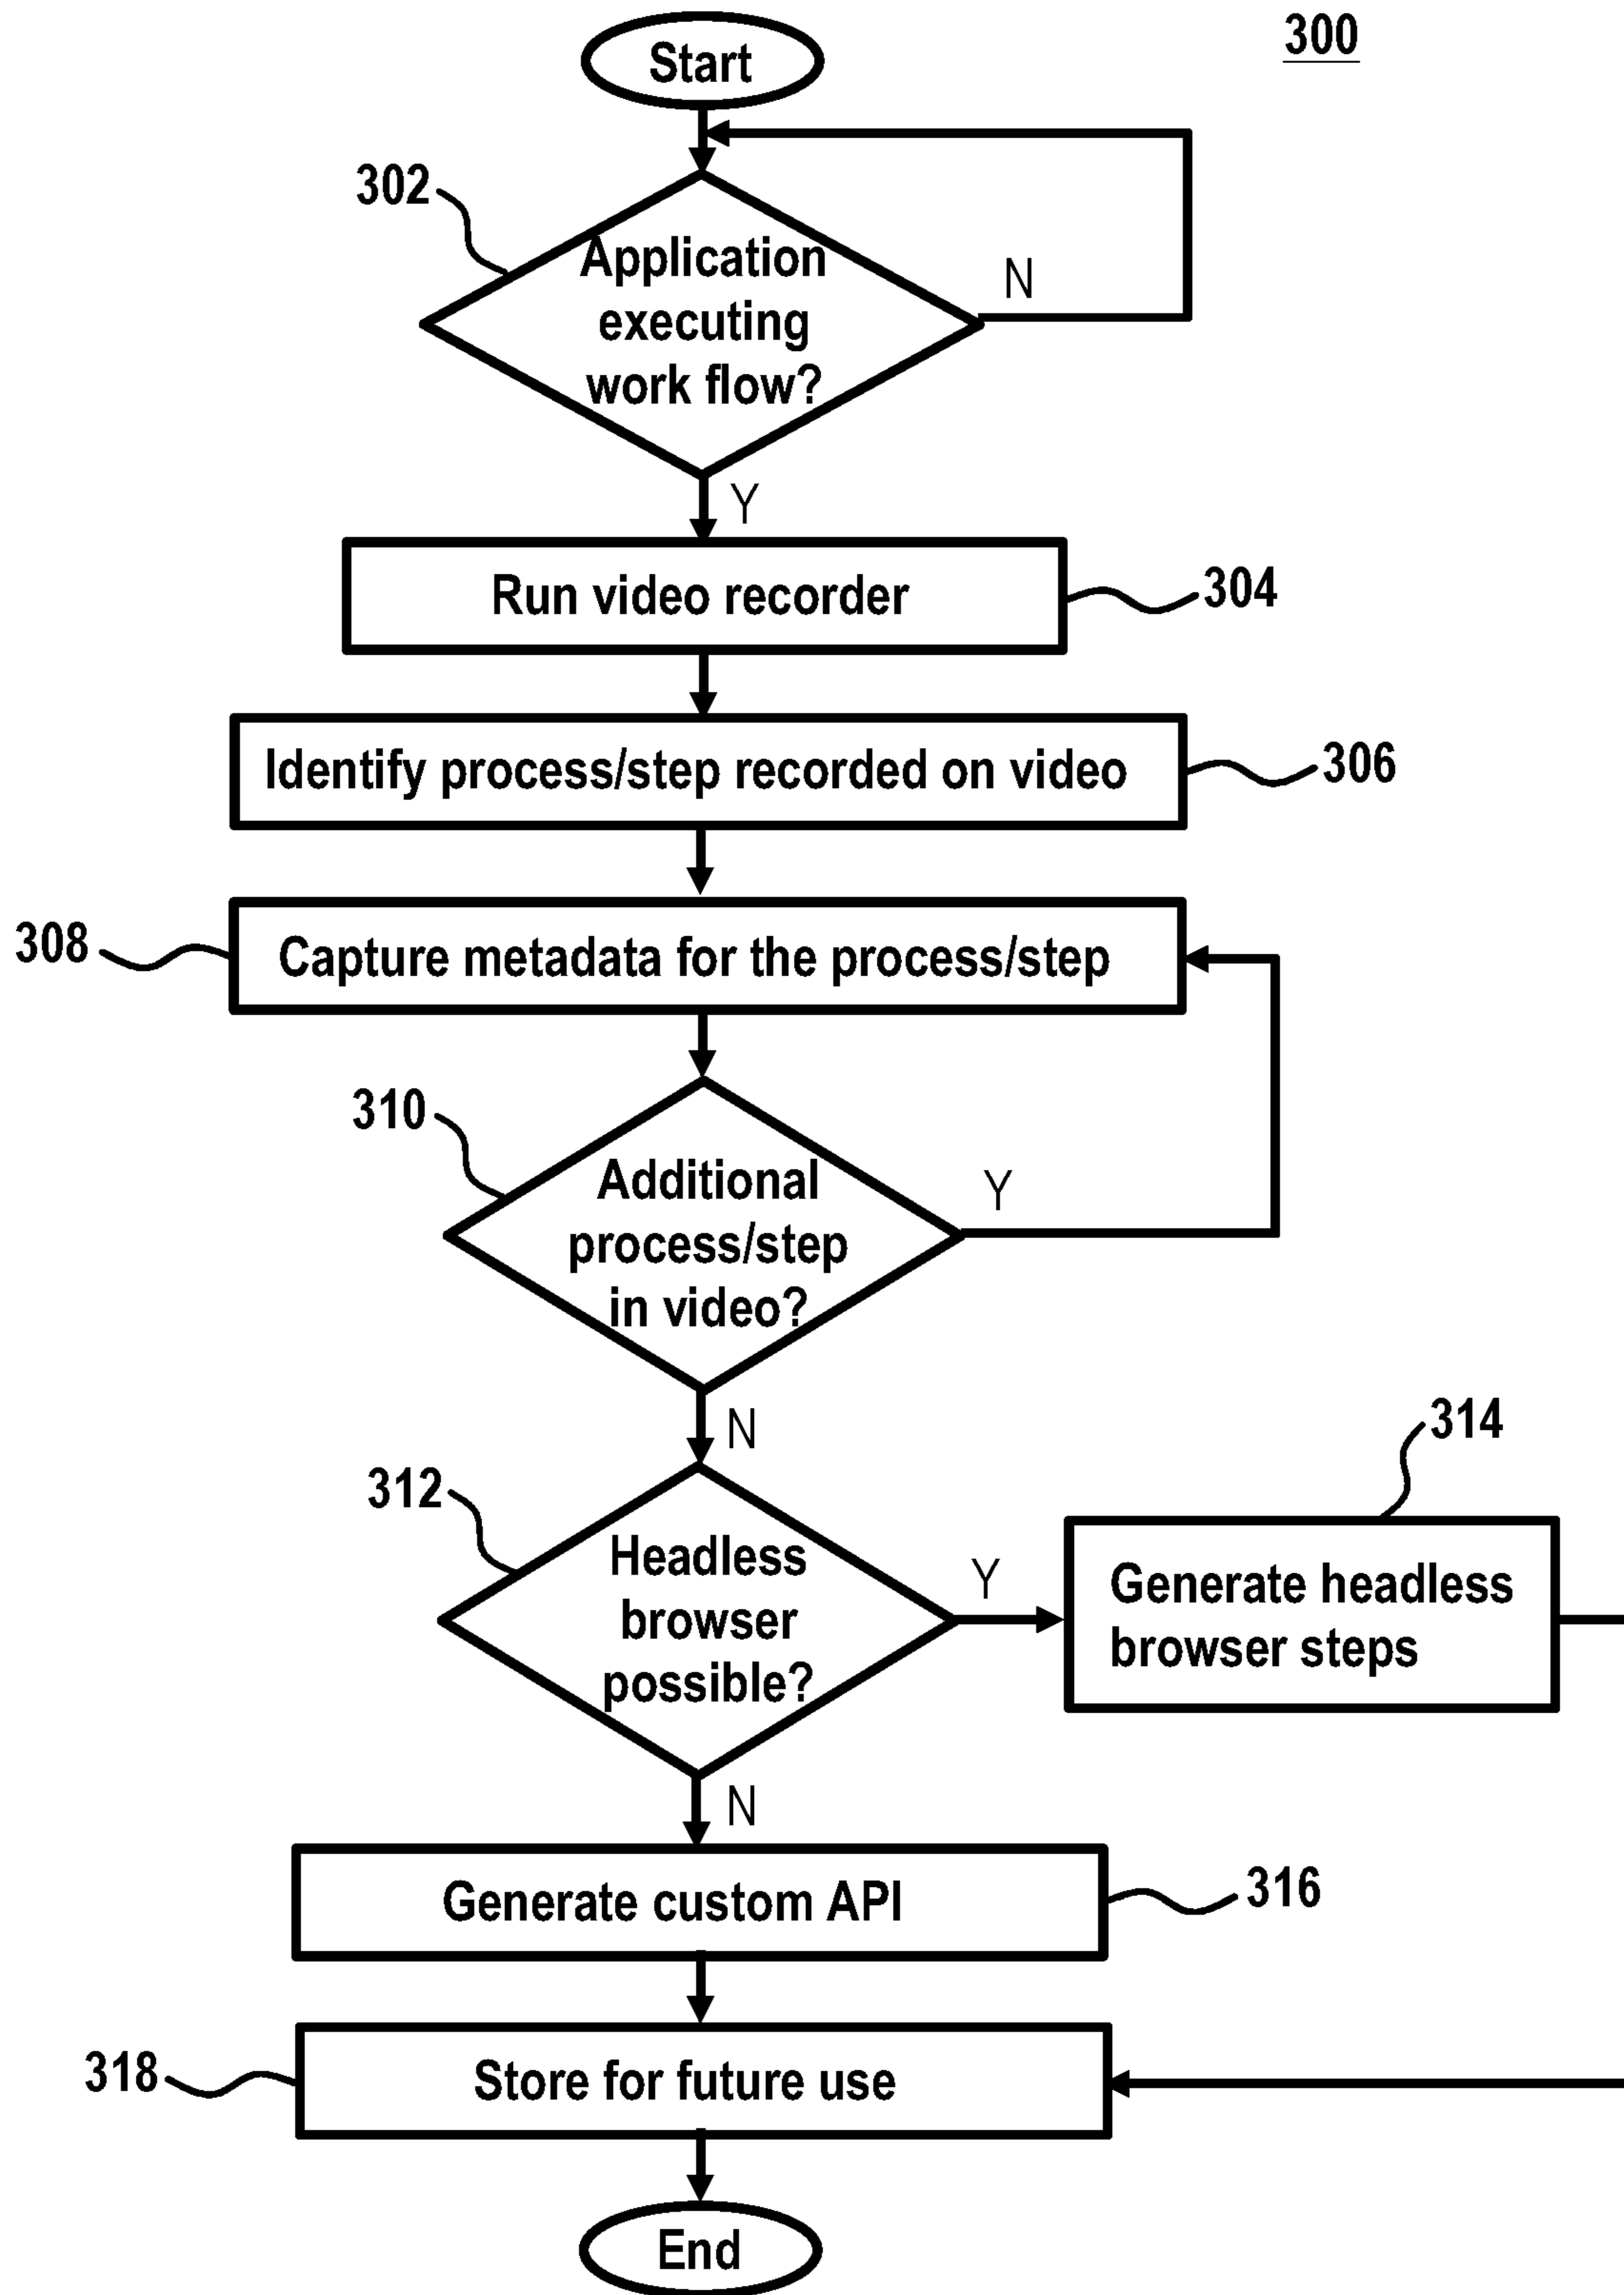 300
Start
302
Application
executing
work flow?
N
Y
Run video recorder
304
Identify process/step recorded on video
306
308
Capture metadata for the process/step
310
Additional
process/step
in video?
Y
N
312
Headless
browser
possible?
Y
314
Generate headless
browser steps
N
Generate custom API
316
318
Store for future use
End